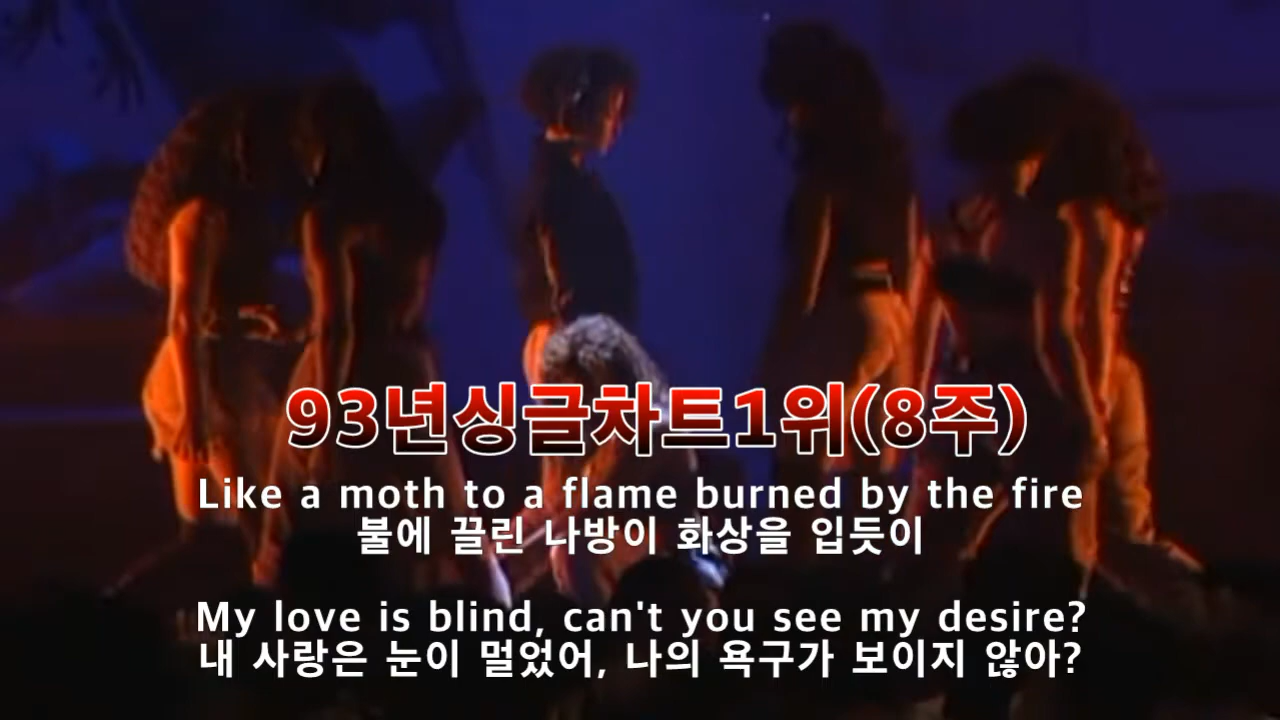 93년싱글차트1위(8주)
Like a moth to a flame burned by the fire
불에 끌린 나방이 화상을 입듯이
My love is blind, can't you see my desire?
내 사랑은 눈이 멀었어, 나의 욕구가 보이지 않아?